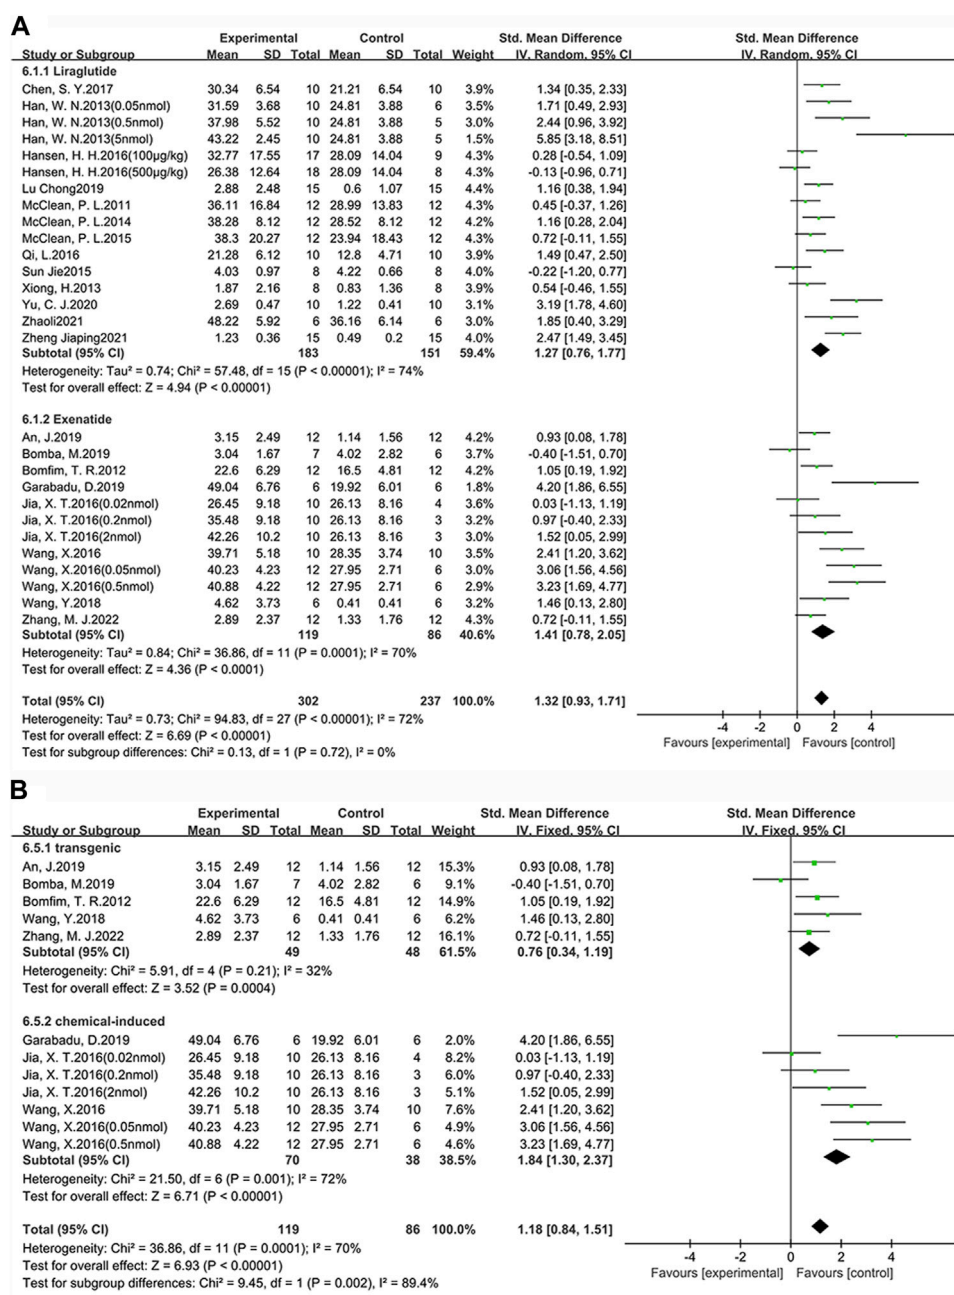 A
Experimental Control Std. Mean Difference Std. Mean Difference
Study or Subgroup Mean SD Total Mean SD Total Weight IV, Random, 95% CI IV, Random, 95% CI
6.1.1 Liraglutide
Chen, S. Y.2017 30.34 6.54 10 21.21 6.54 10 3.9% 1.34 [0.35, 2.33]
Han, W. N.2013(0.05nmol) 31.59 3.68 10 24.81 3.88 6 3.4% 1.71 [0.49, 2.93]
Han, W. N.2013(0.5nmol) 37.98 5.52 10 24.81 3.88 5 3.0% 2.44 [0.96, 3.92]
Han, W. N.2013(5nmol) 43.22 2.45 10 24.81 3.88 5 1.5% 5.85 [3.18, 8.51]
Hansen, H. H.2016(100μg/kg) 32.77 17.55 17 28.09 14.04 9 4.3% 0.28 [-0.54, 1.09]
Hansen, H. H.2016(500μg/kg) 26.38 12.64 18 28.09 14.04 8 4.2% -0.13 [-0.96, 0.71]
Lu Chong2019 2.88 2.48 15 0.6 1.07 15 4.4% 1.16 [0.38, 1.94]
McClean, P. L.2011 36.11 16.84 12 28.99 13.83 12 4.3% 0.45 [-0.37, 1.26]
McClean, P. L.2014 38.28 8.12 12 28.52 8.12 12 4.1% 1.16 [0.28, 2.04]
McClean, P. L.2015 38.3 20.27 12 23.94 18.43 12 4.3% 0.72 [-0.11, 1.55]
Qi, L.2016 21.28 6.12 10 12.8 4.71 10 3.9% 1.49 [0.47, 2.50]
Sun Jie2015 4.03 0.97 8 4.22 0.66 8 4.0% -0.22 [-1.20, 0.77]
Xiong, H.2013 1.87 2.16 8 0.83 1.36 8 3.9% 0.54 [-0.46, 1.55]
Yu, C. J.2020 2.69 0.47 10 1.22 0.41 10 3.1% 3.19 [1.78, 4.60]
Zhaoli2021 48.22 5.92 6 36.16 6.14 6 3.0% 1.85 [0.40, 3.29]
Zheng Jiaping2021 1.23 0.36 15 0.49 0.2 15 4.0% 2.47 [1.49, 3.45]
Subtotal (95% CI) 183 151 59.4% 1.27 [0.76, 1.77]
Heterogeneity: Tau² = 0.74; Chi² = 57.48, df = 15 (P < 0.00001); I² = 74%
Test for overall effect: Z = 4.94 (P < 0.00001)
6.1.2 Exenatide
An, J.2019 3.15 2.49 12 1.14 1.56 12 4.2% 0.93 [0.08, 1.78]
Bomba, M.2019 3.04 1.67 7 4.02 2.82 6 3.7% -0.40 [-1.51, 0.70]
Bomfim, T. R.2012 22.6 6.29 12 16.5 4.81 12 4.2% 1.05 [0.19, 1.92]
Garabadu, D.2019 49.04 6.76 6 19.92 6.01 6 1.8% 4.20 [1.86, 6.55]
Jia, X. T.2016(0.02nmol) 26.45 9.18 10 26.13 8.16 4 3.6% 0.03 [-1.13, 1.19]
Jia, X. T.2016(0.2nmol) 35.48 9.18 10 26.13 8.16 3 3.2% 0.97 [-0.40, 2.33]
Jia, X. T.2016(2nmol) 42.26 10.2 10 26.13 8.16 3 3.0% 1.52 [0.05, 2.99]
Wang, X.2016 39.71 5.18 10 28.35 3.74 10 3.5% 2.41 [1.20, 3.62]
Wang, X.2016(0.05nmol) 40.23 4.23 12 27.95 2.71 6 3.0% 3.06 [1.56, 4.56]
Wang, X.2016(0.5nmol) 40.88 4.22 12 27.95 2.71 6 2.9% 3.23 [1.69, 4.77]
Wang, Y.2018 4.62 3.73 6 0.41 0.41 6 3.2% 1.46 [0.13, 2.80]
Zhang, M. J.2022 2.89 2.37 12 1.33 1.76 12 4.3% 0.72 [-0.11, 1.55]
Subtotal (95% CI) 119 86 40.6% 1.41 [0.78, 2.05]
Heterogeneity: Tau² = 0.84; Chi² = 36.86, df = 11 (P = 0.0001); I² = 70%
Test for overall effect: Z = 4.36 (P < 0.0001)
Total (95% CI) 302 237 100.0% 1.32 [0.93, 1.71]
Heterogeneity: Tau² = 0.73; Chi² = 94.83, df = 27 (P < 0.00001); I² = 72%
Test for overall effect: Z = 6.69 (P < 0.00001)
Test for subgroup differences: Chi² = 0.13, df = 1 (P = 0.72), I² = 0%
-4 -2 0 2 4
Favours [experimental] Favours [control]
B
Experimental Control Std. Mean Difference Std. Mean Difference
Study or Subgroup Mean SD Total Mean SD Total Weight IV, Fixed, 95% CI IV, Fixed, 95% CI
6.5.1 transgenic
An, J.2019 3.15 2.49 12 1.14 1.56 12 15.3% 0.93 [0.08, 1.78]
Bomba, M.2019 3.04 1.67 7 4.02 2.82 6 9.1% -0.40 [-1.51, 0.70]
Bomfim, T. R.2012 22.6 6.29 12 16.5 4.81 12 14.9% 1.05 [0.19, 1.92]
Wang, Y.2018 4.62 3.73 6 0.41 0.41 6 6.2% 1.46 [0.13, 2.80]
Zhang, M. J.2022 2.89 2.37 12 1.33 1.76 12 16.1% 0.72 [-0.11, 1.55]
Subtotal (95% CI) 49 48 61.5% 0.76 [0.34, 1.19]
Heterogeneity: Chi² = 5.91, df = 4 (P = 0.21); I² = 32%
Test for overall effect: Z = 3.52 (P = 0.0004)
6.5.2 chemical-induced
Garabadu, D.2019 49.04 6.76 6 19.92 6.01 6 2.0% 4.20 [1.86, 6.55]
Jia, X. T.2016(0.02nmol) 26.45 9.18 10 26.13 8.16 4 8.2% 0.03 [-1.13, 1.19]
Jia, X. T.2016(0.2nmol) 35.48 9.18 10 26.13 8.16 3 6.0% 0.97 [-0.40, 2.33]
Jia, X. T.2016(2nmol) 42.26 10.2 10 26.13 8.16 3 5.1% 1.52 [0.05, 2.99]
Wang, X.2016 39.71 5.18 10 28.35 3.74 10 7.6% 2.41 [1.20, 3.62]
Wang, X.2016(0.05nmol) 40.23 4.23 12 27.95 2.71 6 4.9% 3.06 [1.56, 4.56]
Wang, X.2016(0.5nmol) 40.88 4.22 12 27.95 2.71 6 4.6% 3.23 [1.69, 4.77]
Subtotal (95% CI) 70 38 38.5% 1.84 [1.30, 2.37]
Heterogeneity: Chi² = 21.50, df = 6 (P = 0.001); I² = 72%
Test for overall effect: Z = 6.71 (P < 0.00001)
Total (95% CI) 119 86 100.0% 1.18 [0.84, 1.51]
Heterogeneity: Chi² = 36.86, df = 11 (P = 0.0001); I² = 70%
Test for overall effect: Z = 6.93 (P < 0.00001)
Test for subgroup differences: Chi² = 9.45, df = 1 (P = 0.002), I² = 89.4%
-4 -2 0 2 4
Favours [experimental] Favours [control]